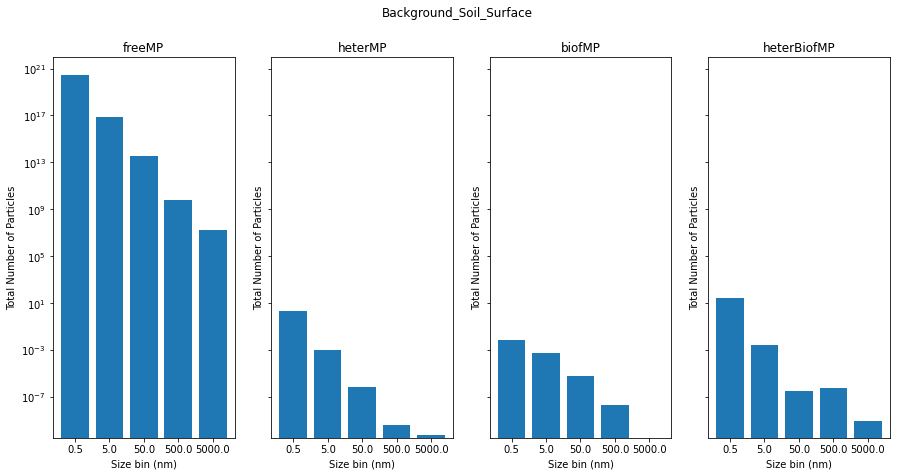 Background_Soil_Surface
freeMP
heterMP
biofMP
heterBiofMP
Total Number of Particles
10^21
10^17
10^13
10^9
10^5
10^1
10^-3
10^-7
0.5 5.0 50.0 500.0 5000.0
Size bin (nm)
Total Number of Particles
0.5 5.0 50.0 500.0 5000.0
Size bin (nm)
Total Number of Particles
0.5 5.0 50.0 500.0 5000.0
Size bin (nm)
Total Number of Particles
0.5 5.0 50.0 500.0 5000.0
Size bin (nm)